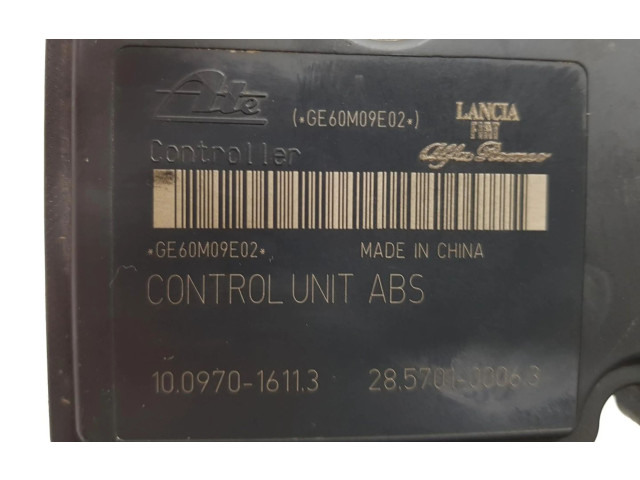 Ate (*GE60M09E02*) LANCIA
FIAT
Controller Alfa Romeo
*GE60M09E02* MADE IN CHINA
CONTROL UNIT ABS
10.0970-1611.3 28.5701-0006.3